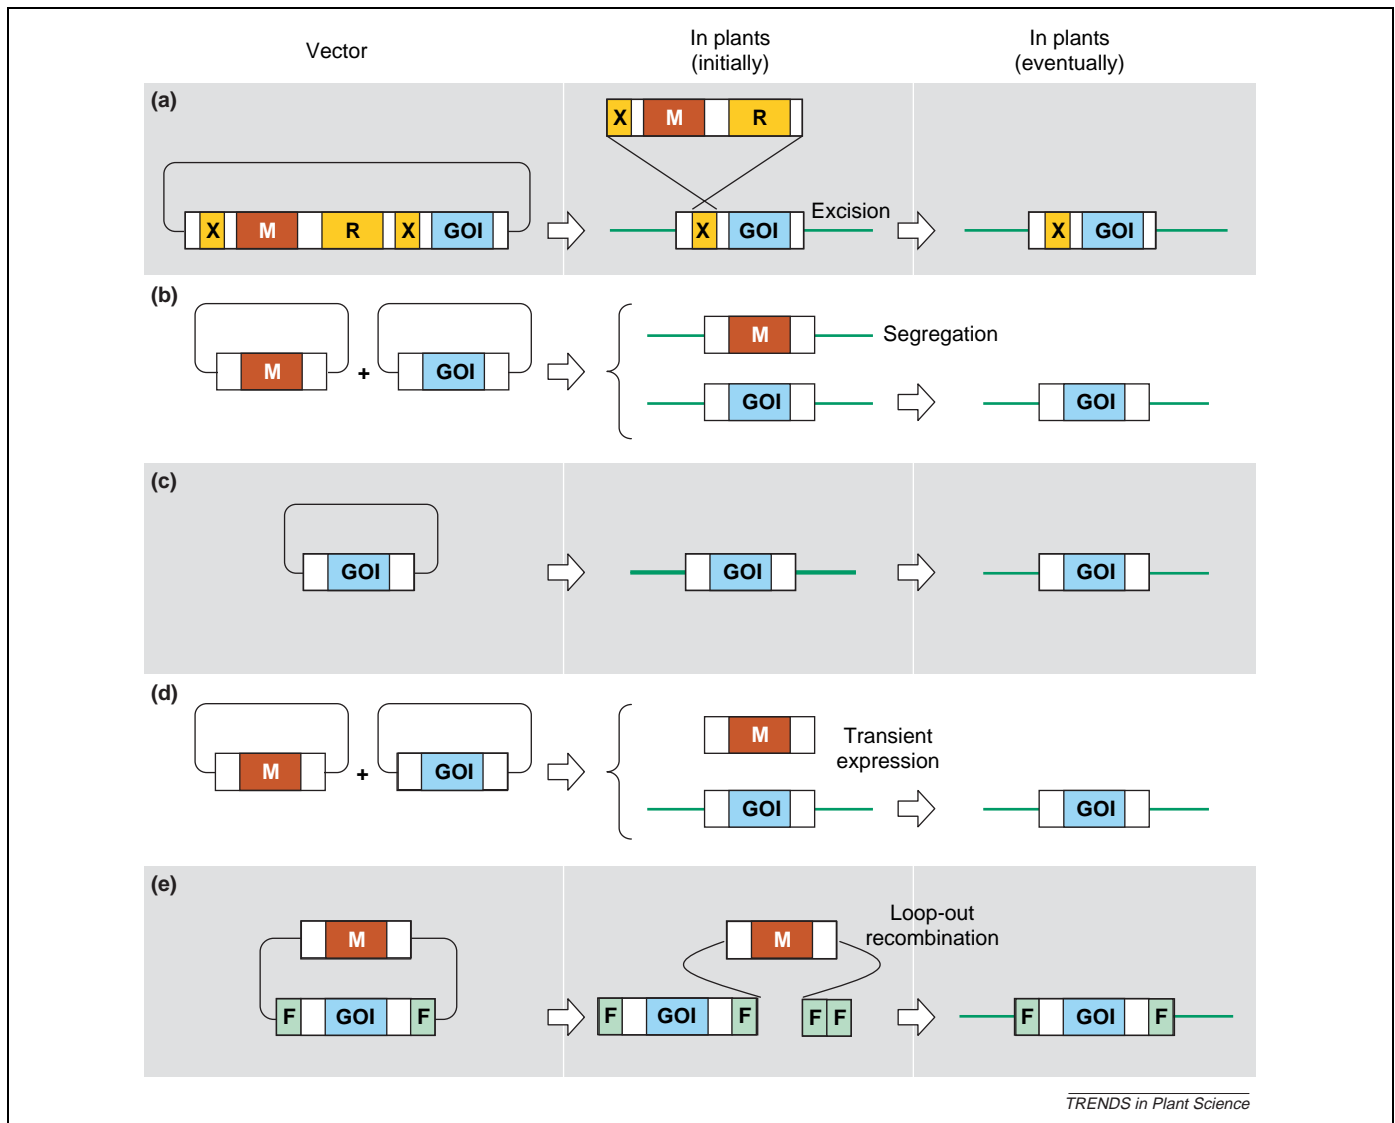 Vector
In plants
(initially)
In plants
(eventually)
(a)
X M R
X M R X GOI
X GOI
Excision
X GOI
(b)
M
+
GOI
M
Segregation
GOI
GOI
(c)
GOI
GOI
GOI
(d)
M
+
GOI
M
Transient
expression
GOI
GOI
(e)
M
F GOI F
M
Loop-out
recombination
F GOI F
F F
F GOI F
TRENDS in Plant Science